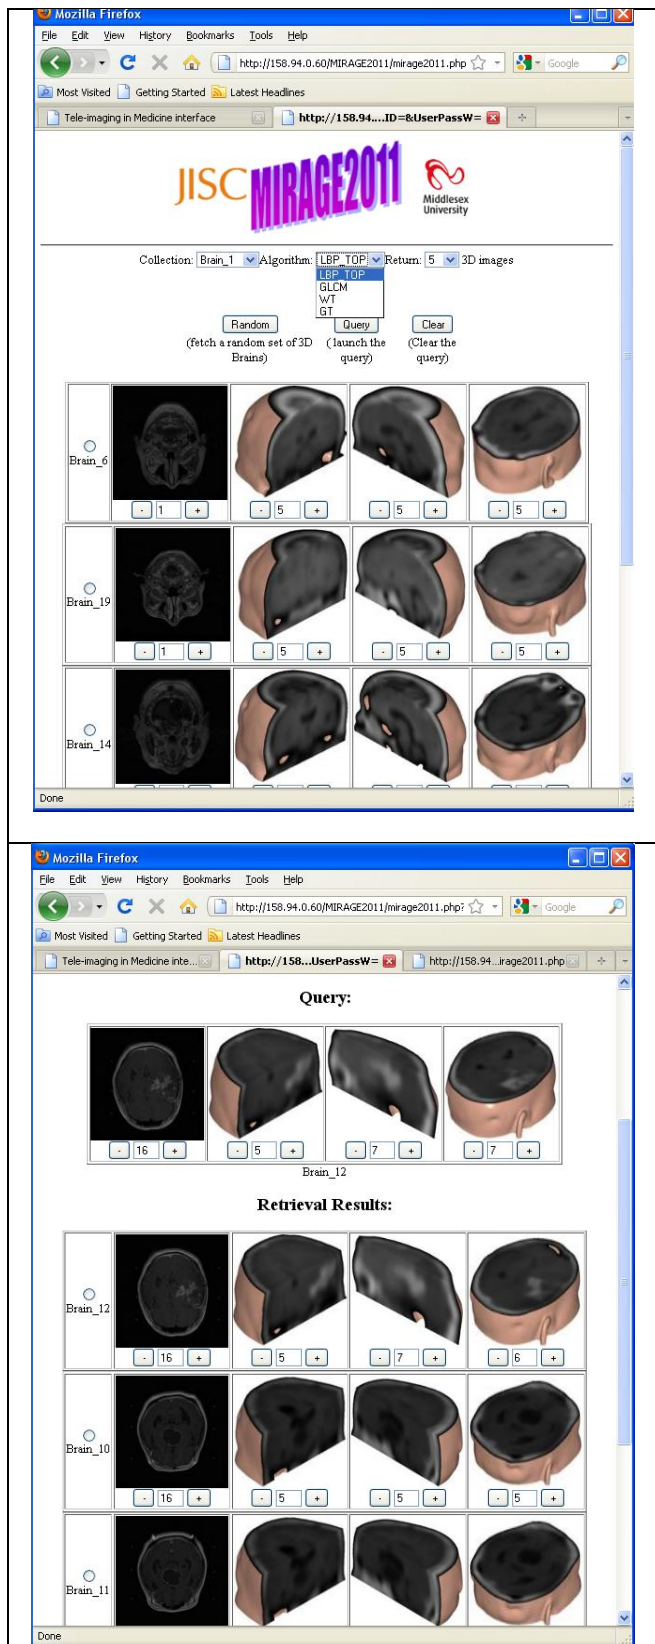 Mozilla Firefox
File Edit View History Bookmarks Tools Help
http://158.94.0.60/MIRAGE2011/mirage2011.php Google
Most Visited Getting Started Latest Headlines
Tele-imaging in Medicine interface http://158.94....ID=&UserPassW=
JISC MIRAGE2011 Middlesex University
Collection: Brain_1 Algorithm: LBP_TOP Return: 5 3D images
LBP_TOP
GLCM
WT
GT
Random Query Clear
(fetch a random set of 3D Brains) ( launch the query) (Clear the query)
Brain_6
- 1 + - 5 + - 5 + - 5 +
Brain_19
- 1 + - 5 + - 5 + - 5 +
Brain_14
Done
Mozilla Firefox
File Edit View History Bookmarks Tools Help
http://158.94.0.60/MIRAGE2011/mirage2011.php? Google
Most Visited Getting Started Latest Headlines
Tele-imaging in Medicine inte... http://158...UserPassW= http://158.94...irage2011.php
Query:
- 16 + - 5 + - 7 + - 7 +
Brain_12
Retrieval Results:
Brain_12
- 16 + - 5 + - 7 + - 6 +
Brain_10
- 16 + - 5 + - 5 + - 5 +
Brain_11
Done